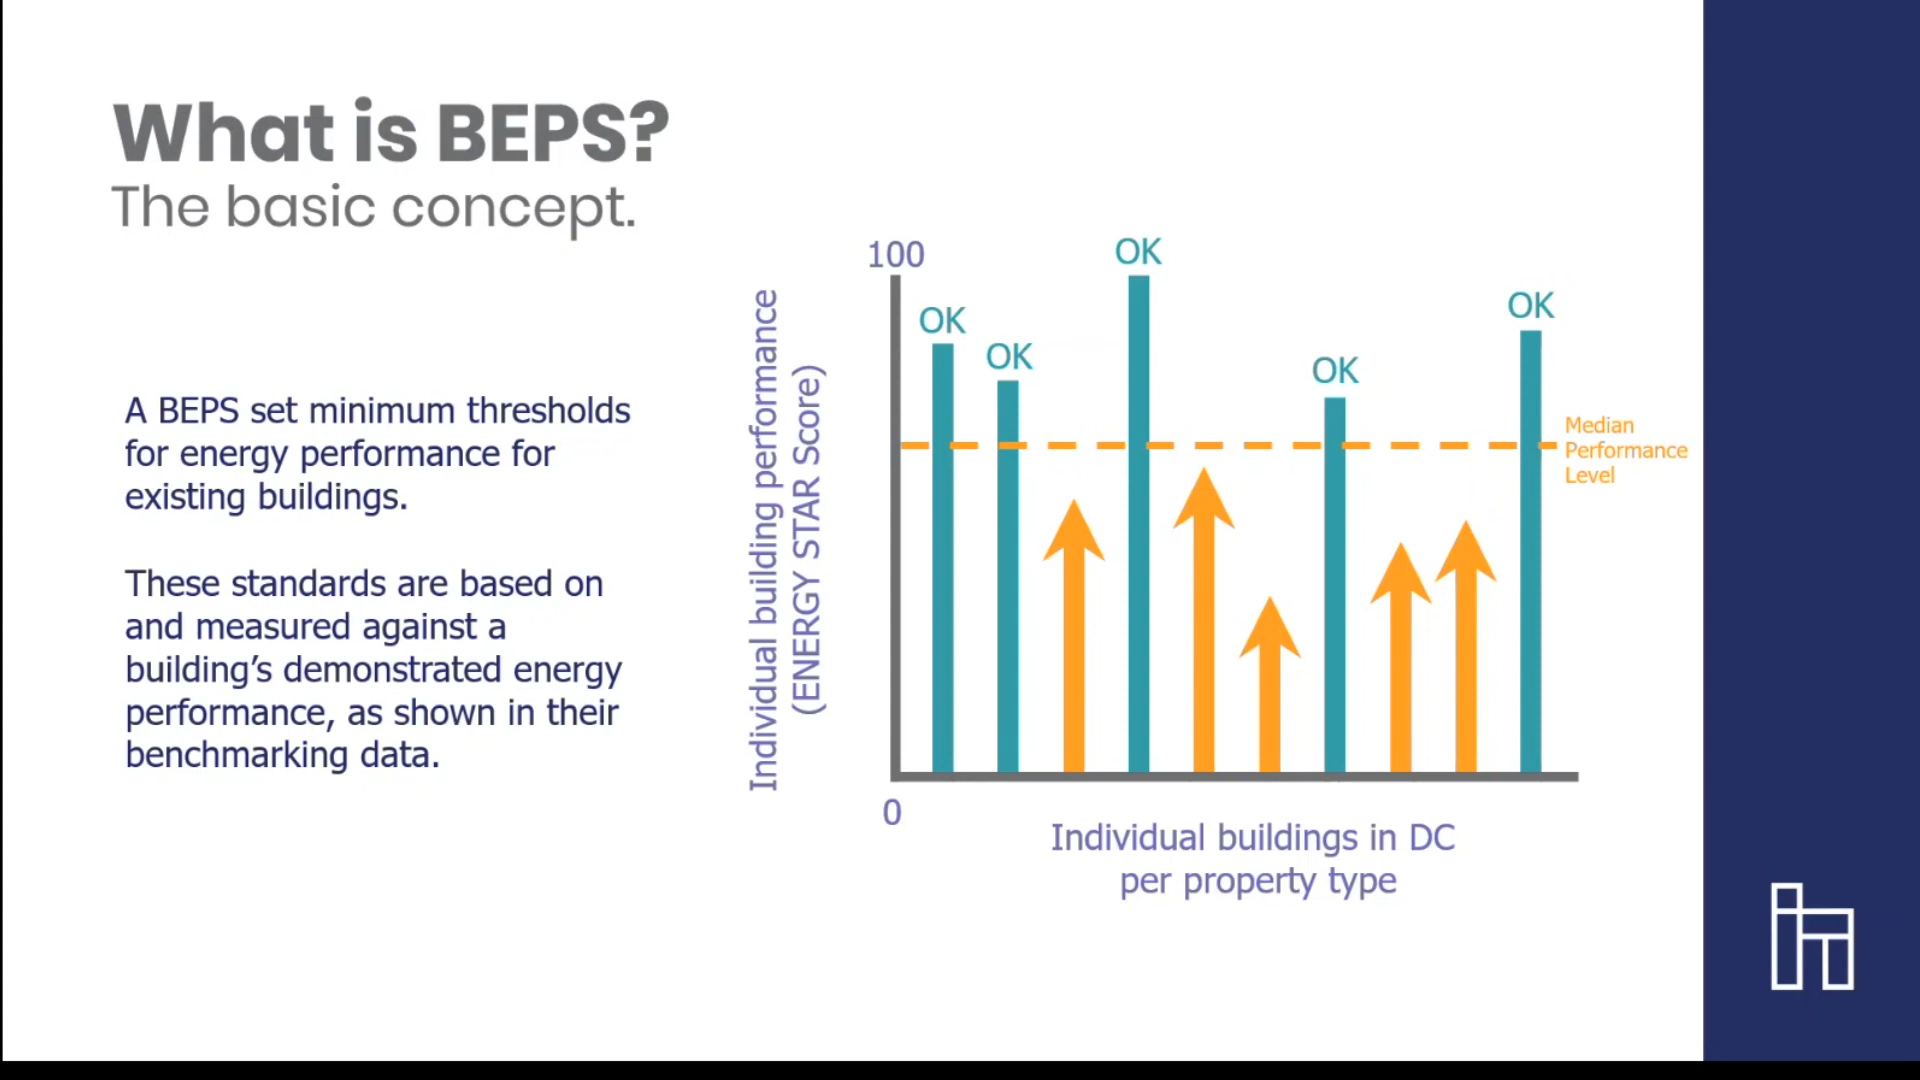 What is BEPS?
The basic concept.
A BEPS set minimum thresholds
for energy performance for
existing buildings.
These standards are based on
and measured against a
building’s demonstrated energy
performance, as shown in their
benchmarking data.
Individual building performance
(ENERGY STAR Score)
100
OK
OK
OK
OK
OK
Median
Performance
Level
0
Individual buildings in DC
per property type